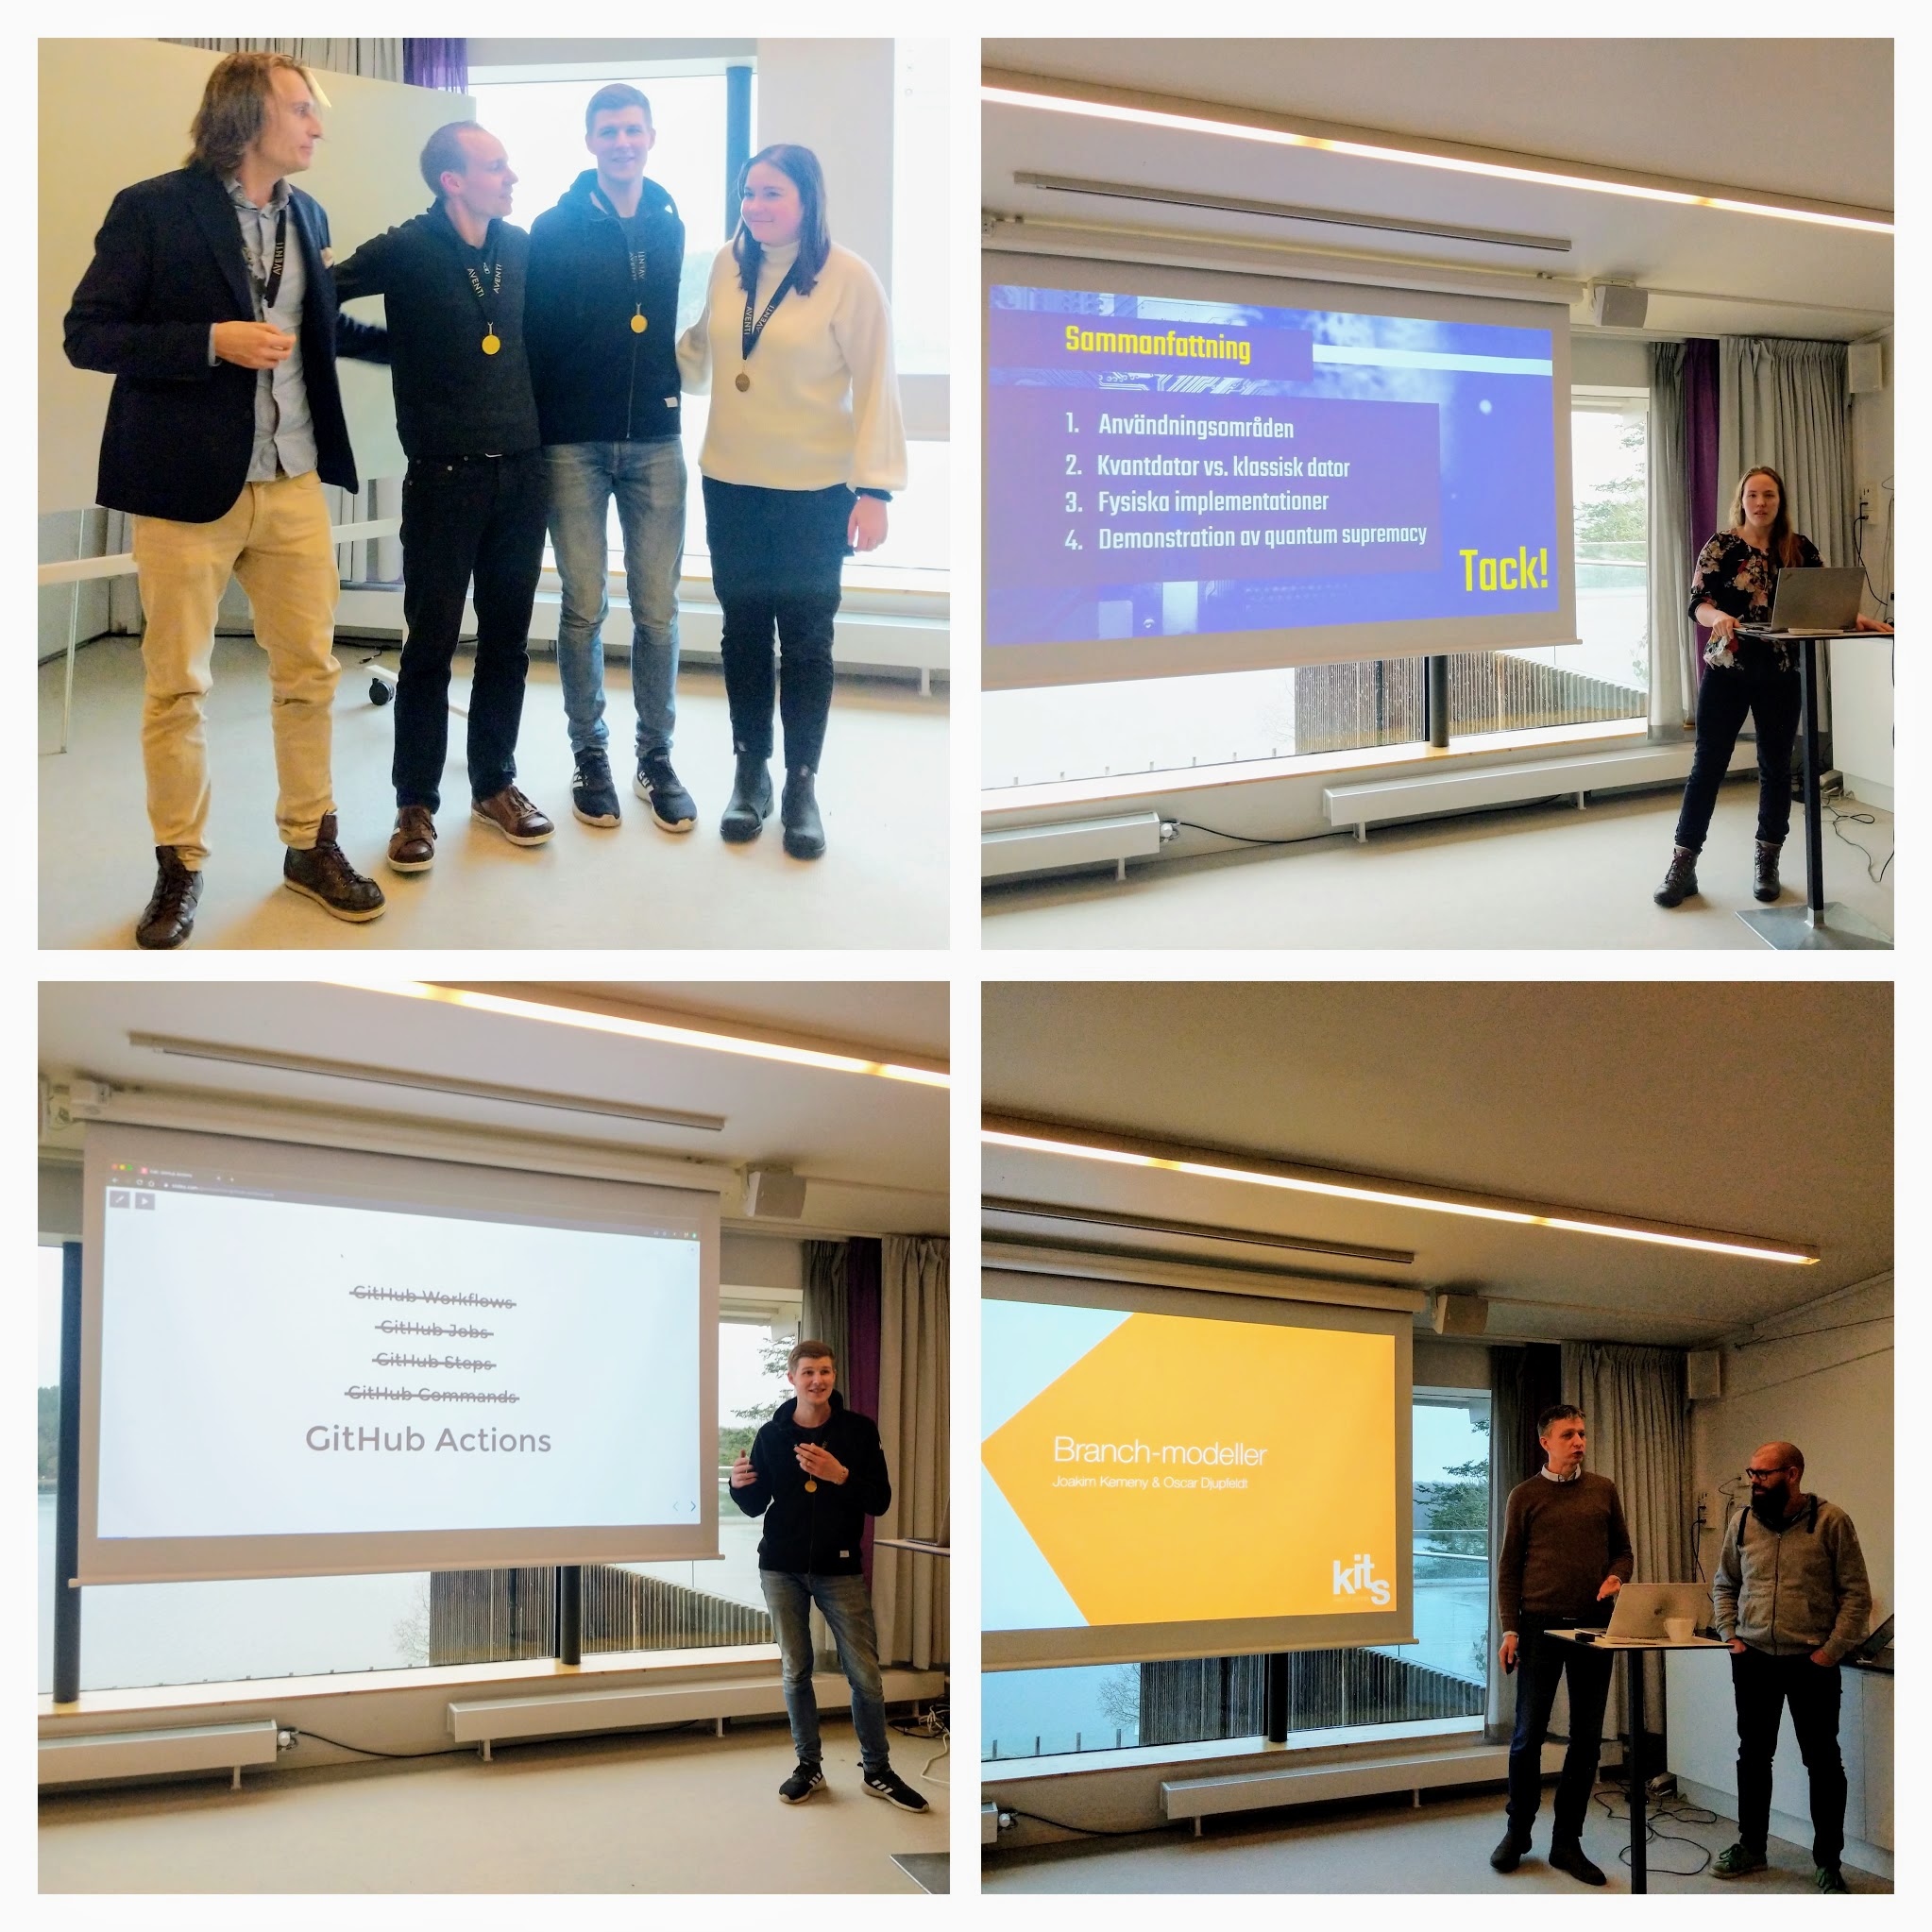 AVENTI
AVENTI
AVENTI
AVENTI
AVENTI
AVENTI
Sammanfattning
1. Användningsområden
2. Kvantdator vs. klassisk dator
3. Fysiska implementationer
4. Demonstration av quantum supremacy
Tack!
GitHub Workflows
GitHub Jobs
GitHub Steps
GitHub Commands
GitHub Actions
Branch-modeller
Joakim Kemeny & Oscar Djupfeldt
kits